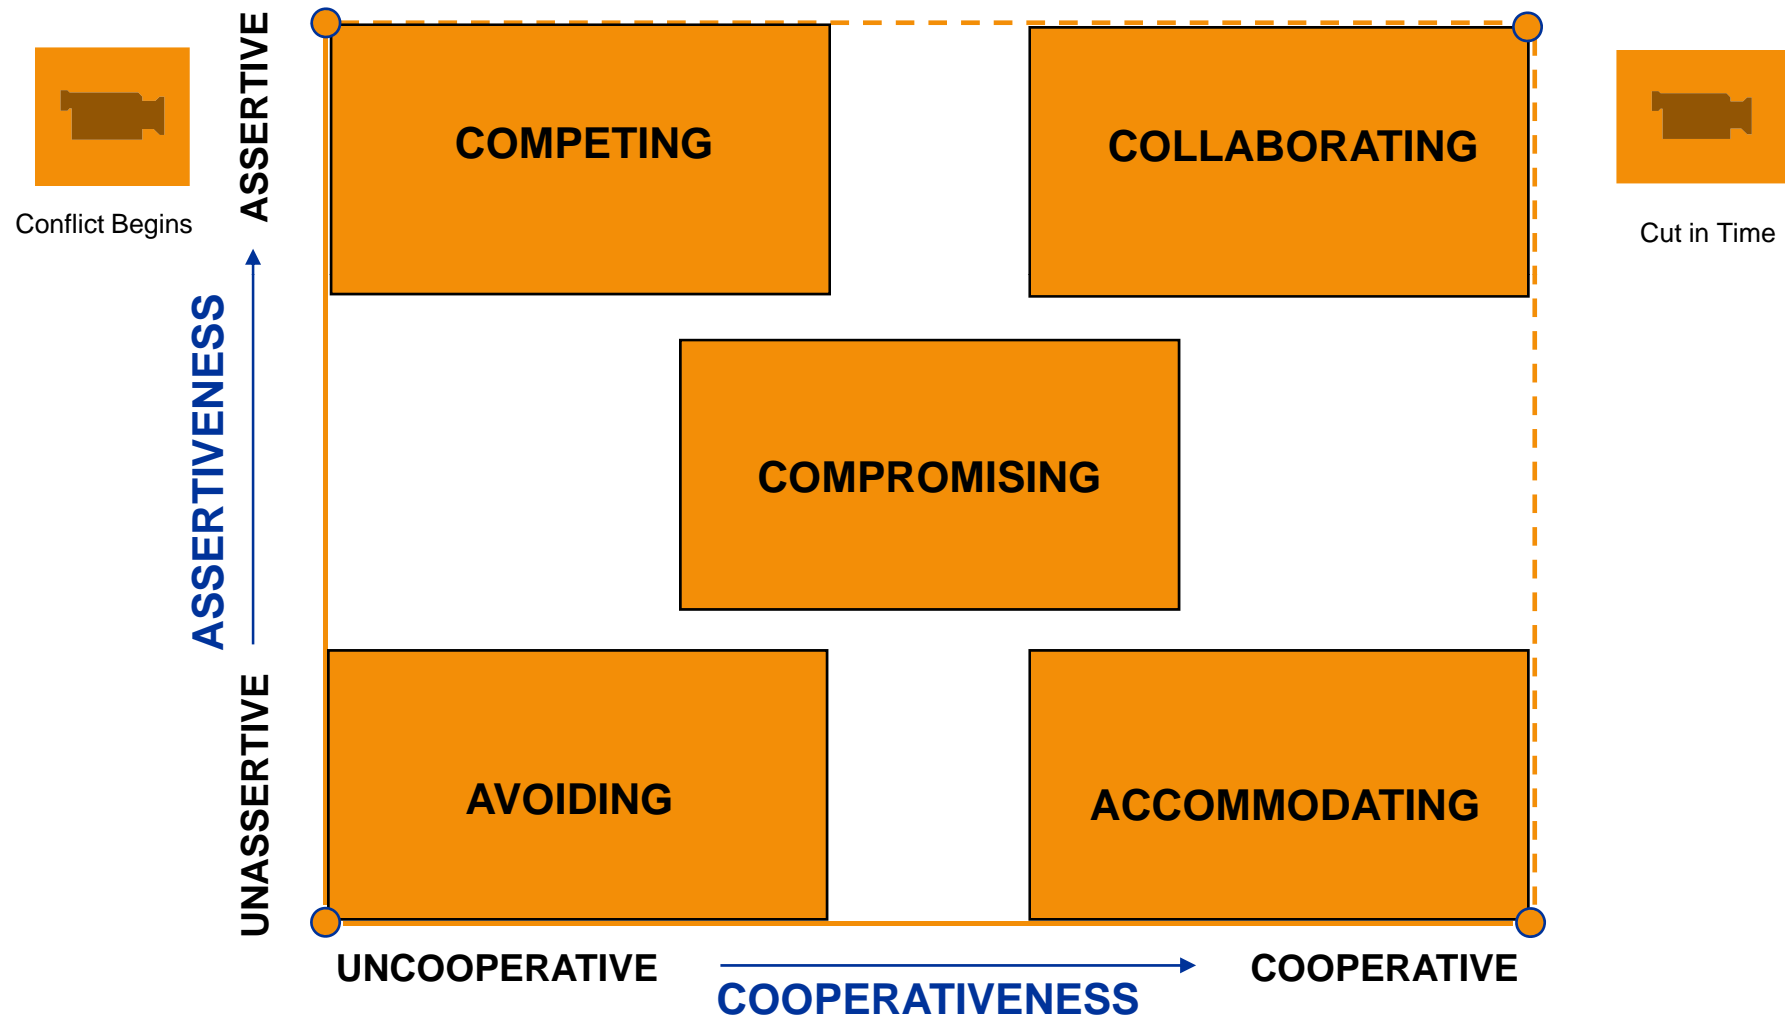 ASSERTIVE
COMPETING
COLLABORATING
Conflict Begins
Cut in Time
ASSERTIVENESS
COMPROMISING
UNASSERTIVE
AVOIDING
ACCOMMODATING
UNCOOPERATIVE
COOPERATIVE
COOPERATIVENESS